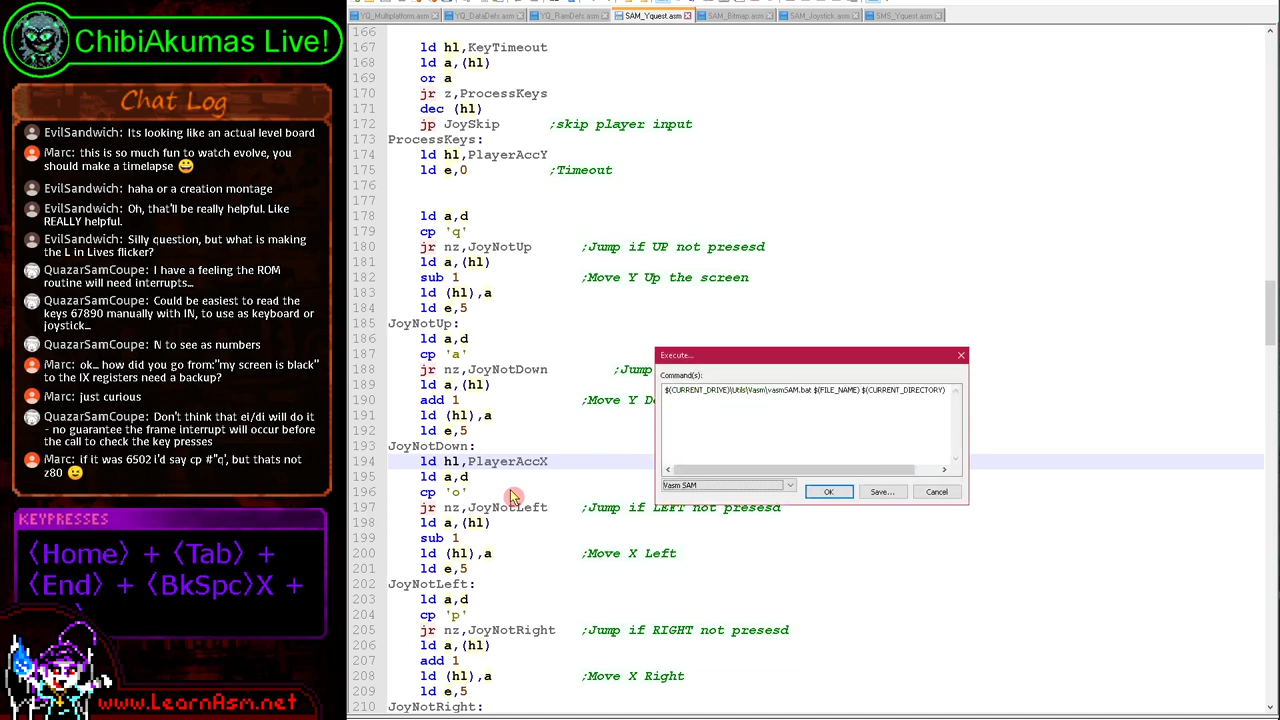 ChibiAkumas Live!
Chat Log
EvilSandwich: Its looking like an actual level board
Marc: this is so much fun to watch evolve, you
should make a timelapse 😀
EvilSandwich: haha or a creation montage
EvilSandwich: Oh, that'll be really helpful. Like
REALLY helpful.
EvilSandwich: Silly question, but what is making
the L in Lives flicker?
QuazarSamCoupe: I have a feeling the ROM
routine will need interrupts...
QuazarSamCoupe: Could be easiest to read the
keys 67890 manually with IN, to use as keyboard or
joystick...
QuazarSamCoupe: N to see as numbers
Marc: ok... how did you go from:"my screen is black"
to the IX registers need a backup?
Marc: just curious
QuazarSamCoupe: Don't think that ei/di will do it
- no guarantee the frame interrupt will occur before
the call to check the key presses
Marc: if it was 6502 i'd say cp #"q', but thats not
z80 😉
KEYPRESSES
〈Home〉 + 〈Tab〉 +
〈End〉 + 〈BkSpc〉X +
www.LearnAsm.net
YQ_Multiplatform.asm YQ_DataDefs.asm YQ_RamDefs.asm SAM_Yquest.asm SAM_Bitmap.asm SAM_Joystick.asm SMS_Yquest.asm
166
167 ld hl,KeyTimeout
168 ld a,(hl)
169 or a
170 jr z,ProcessKeys
171 dec (hl)
172 jp JoySkip ;skip player input
173 ProcessKeys:
174 ld hl,PlayerAccY
175 ld e,0 ;Timeout
176
177
178 ld a,d
179 cp 'q'
180 jr nz,JoyNotUp ;Jump if UP not presesd
181 ld a,(hl)
182 sub 1 ;Move Y Up the screen
183 ld (hl),a
184 ld e,5
185 JoyNotUp:
186 ld a,d
187 cp 'a'
188 jr nz,JoyNotDown ;Jump
189 ld a,(hl)
190 add 1 ;Move Y D
191 ld (hl),a
192 ld e,5
193 JoyNotDown:
194 ld hl,PlayerAccX
195 ld a,d
196 cp 'o'
197 jr nz,JoyNotLeft ;Jump if LEFT not presesd
198 ld a,(hl)
199 sub 1
200 ld (hl),a ;Move X Left
201 ld e,5
202 JoyNotLeft:
203 ld a,d
204 cp 'p'
205 jr nz,JoyNotRight ;Jump if RIGHT not presesd
206 ld a,(hl)
207 add 1
208 ld (hl),a ;Move X Right
209 ld e,5
210 JoyNotRight:
Execute...
Command(s):
$(CURRENT_DRIVE)\Utils\Vasm\vasmSAM.bat $(FILE_NAME) $(CURRENT_DIRECTORY)
Vasm SAM
OK Save... Cancel